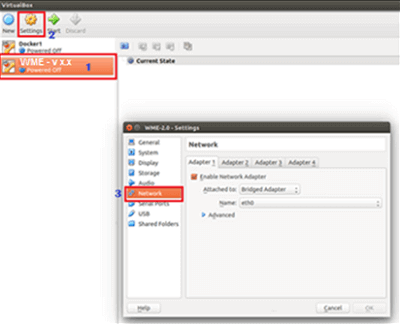 VirtualBox
New Settings Start Discard
2
Dockert
Powered Off
WME - v x.x 1
Powered Off
Current State
WME-2.0 - Settings
General
System
Display
Storage
Audio
3 Network
Serial Ports
USB
Shared Folders
Network
Adapter 1 Adapter 2 Adapter 3 Adapter 4
Enable Network Adapter
Attached to: Bridged Adapter
Name: eth0
Advanced
Help Cancel OK